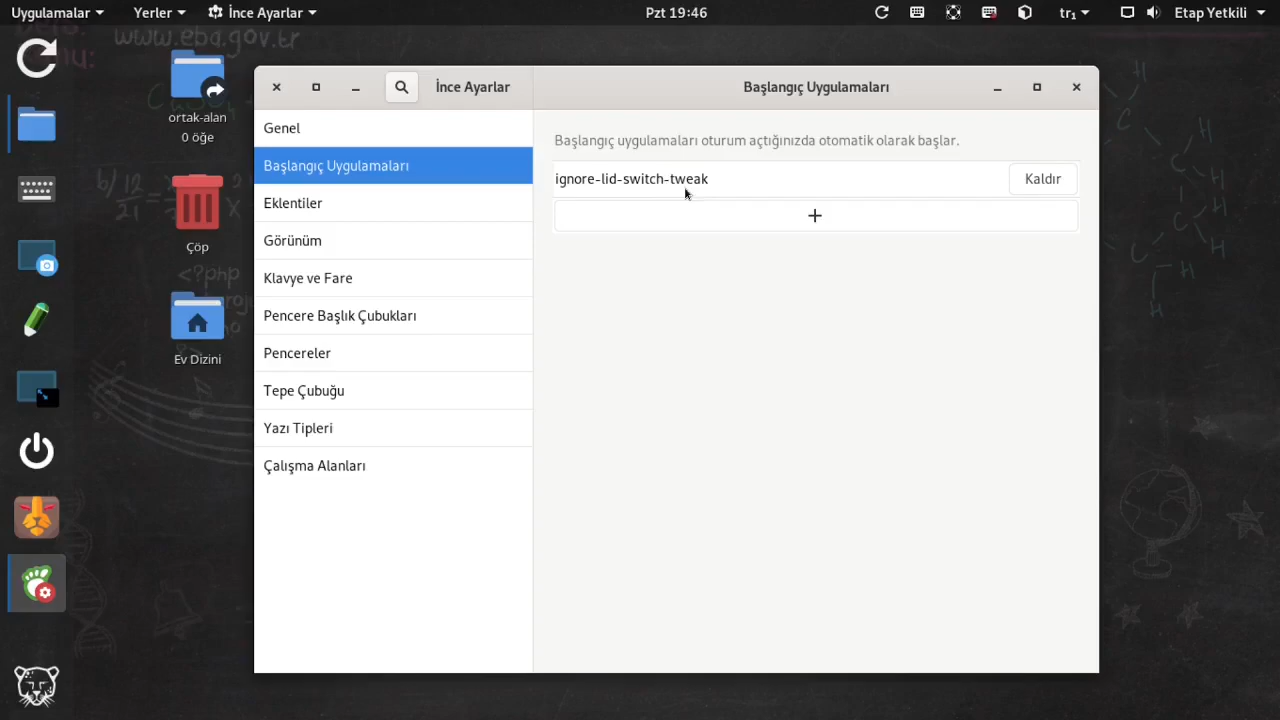 Uygulamalar
Yerler
İnce Ayarlar
Pzt 19:46
tr₁
Etap Yetkili
www.eba.gov.tr
ortak-alan
0 öğe
Çöp
<?php
Ev Dizini
İnce Ayarlar
Genel
Başlangıç Uygulamaları
Eklentiler
Görünüm
Klavye ve Fare
Pencere Başlık Çubukları
Pencereler
Tepe Çubuğu
Yazı Tipleri
Çalışma Alanları
Başlangıç Uygulamaları
Başlangıç uygulamaları oturum açtığınızda otomatik olarak başlar.
ignore-lid-switch-tweak
Kaldır
+